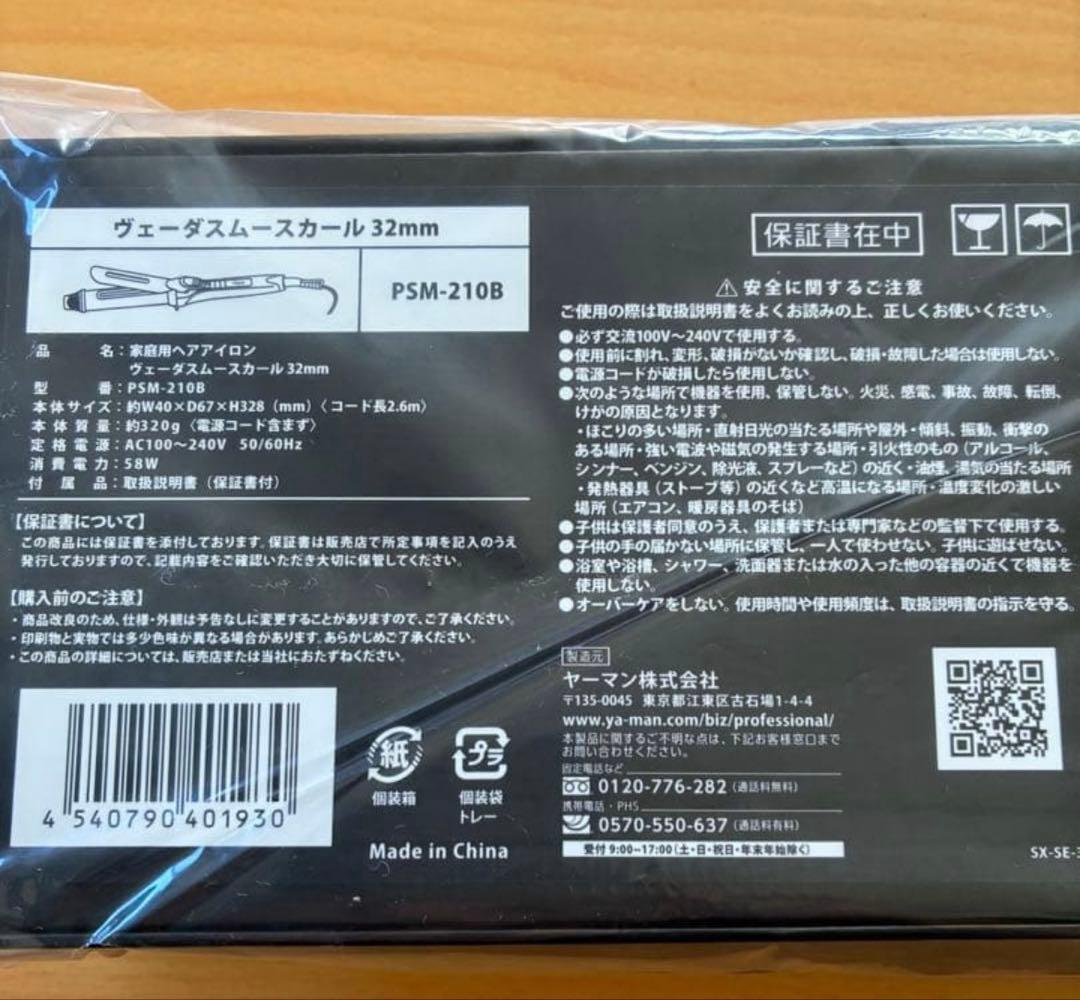 ヴェーダスムースカール 32mm
PSM-210B
品　　名：家庭用ヘアアイロン
ヴェーダスムースカール 32mm
型　　番：PSM-210B
本体サイズ：約W40×D67×H328（mm）〈コード長2.6m〉
本体質量：約320g〈電源コード含まず〉
定格電源：AC100～240V 50/60Hz
消費電力：58W
付属品：取扱説明書（保証書付）
【保証書について】
この商品には保証書を添付しております。保証書は販売店で所定事項を記入のうえ
発行しておりますので、記載内容をご確認いただき大切に保管してください。
【購入前のご注意】
・商品改良のため、仕様・外観は予告なしに変更することがありますので、ご了承ください。
・印刷物と実物では多少色味が異なる場合があります。あらかじめご了承ください。
・この商品の詳細については、販売店または当社におたずねください。
4 540790 401930
紙
個装箱
プラ
個装袋
トレー
Made in China
保証書在中
安全に関するご注意
ご使用の際は取扱説明書をよくお読みの上、正しくお使いください。
●必ず交流100V～240Vで使用する。
●使用前に割れ、変形、破損がないか確認し、破損・故障した場合は使用しない。
●電源コードが破損したら使用しない。
●次のような場所で機器を使用、保管しない。火災、感電、事故、故障、転倒、
けがの原因となります。
・ほこりの多い場所・直射日光の当たる場所や屋外・傾斜、振動、衝撃の
ある場所・強い電波や磁気の発生する場所・引火性のもの（アルコール、
シンナー、ベンジン、除光液、スプレーなど）の近く・油煙、湯気の当たる場所
・発熱器具（ストーブ等）の近くなど高温になる場所・温度変化の激しい
場所（エアコン、暖房器具のそば）
●子供は保護者同意のうえ、保護者または専門家などの監督下で使用する。
●子供の手の届かない場所に保管し、一人で使わせない。子供に遊ばせない。
●浴室や浴槽、シャワー、洗面器または水の入った他の容器の近くで機器を
使用しない。
●オーバーケアをしない。使用時間や使用頻度は、取扱説明書の指示を守る。
製造元
ヤーマン株式会社
〒135-0045 東京都江東区古石場1-4-4
www.ya-man.com/biz/professional/
本製品に関するご不明な点は、下記お客様窓口まで
お問い合わせください。
固定電話など
0120-776-282（通話料無料）
携帯電話・PHS
0570-550-637（通話料有料）
受付 9:00~17:00（土・日・祝日・年末年始除く）
SX-SE-